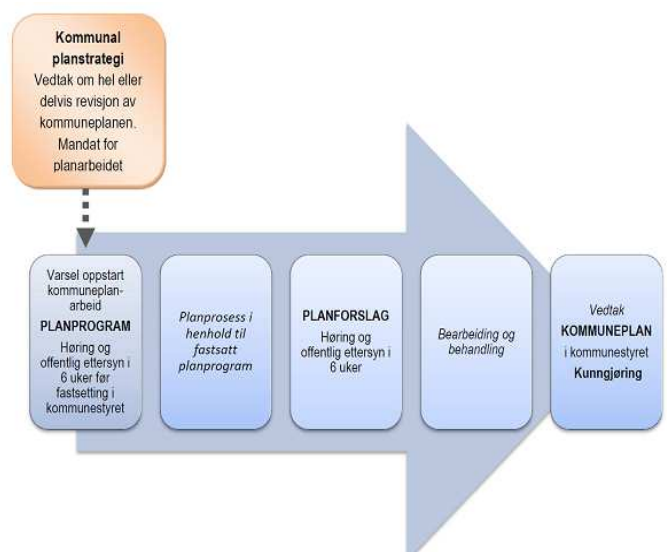 Kommunal
planstrategi
Vedtak om hel eller
delvis revisjon av
kommuneplanen.
Mandat for
planarbeidet
Varsel oppstart
kommuneplan-
arbeid
PLANPROGRAM
Høring og
offentlig ettersyn i
6 uker før
fastsetting i
kommunestyret
Planprosess i
henhold til
fastsatt
planprogram
PLANFORSLAG
Høring og
offentlig ettersyn i
6 uker
Bearbeiding og
behandling
Vedtak
KOMMUNEPLAN
i kommunestyret
Kunngjøring